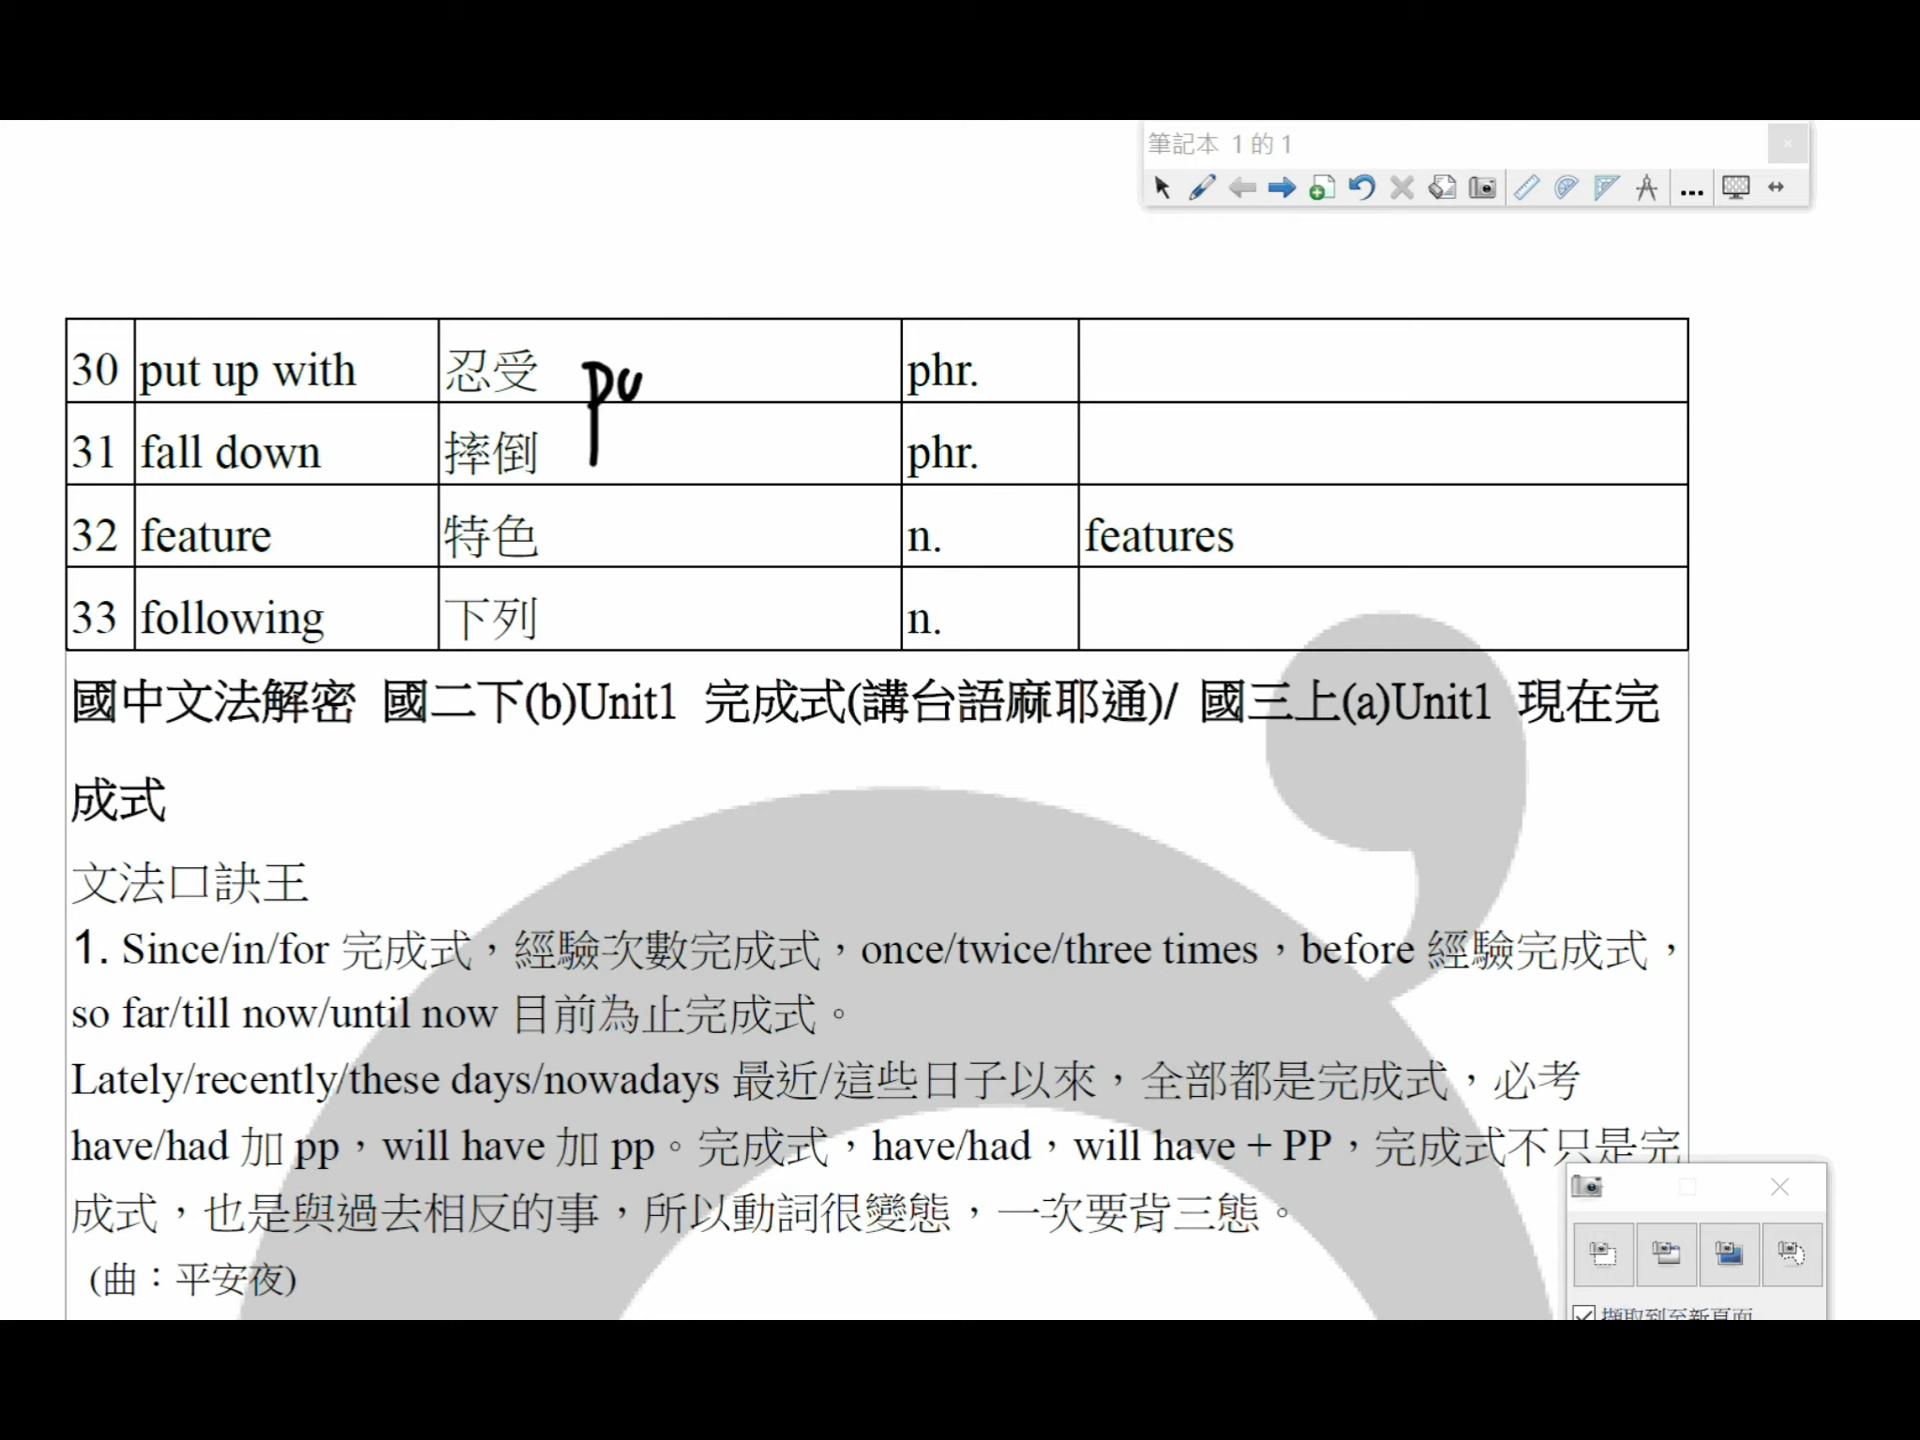 筆記本 1 的 1
30 put up with 忍受 pu phr.
31 fall down 摔倒 phr.
32 feature 特色 n. features
33 following 下列 n.
國中文法解密 國二下(b)Unit1 完成式(講台語麻耶通)/ 國三上(a)Unit1 現在完
成式
文法口訣王
1. Since/in/for 完成式，經驗次數完成式，once/twice/three times，before 經驗完成式，
so far/till now/until now 目前為止完成式。
Lately/recently/these days/nowadays 最近/這些日子以來，全部都是完成式，必考
have/had 加 pp，will have 加 pp。完成式，have/had，will have + PP，完成式不只是完
成式，也是與過去相反的事，所以動詞很變態，一次要背三態。
(曲：平安夜)
擷取到至新頁面